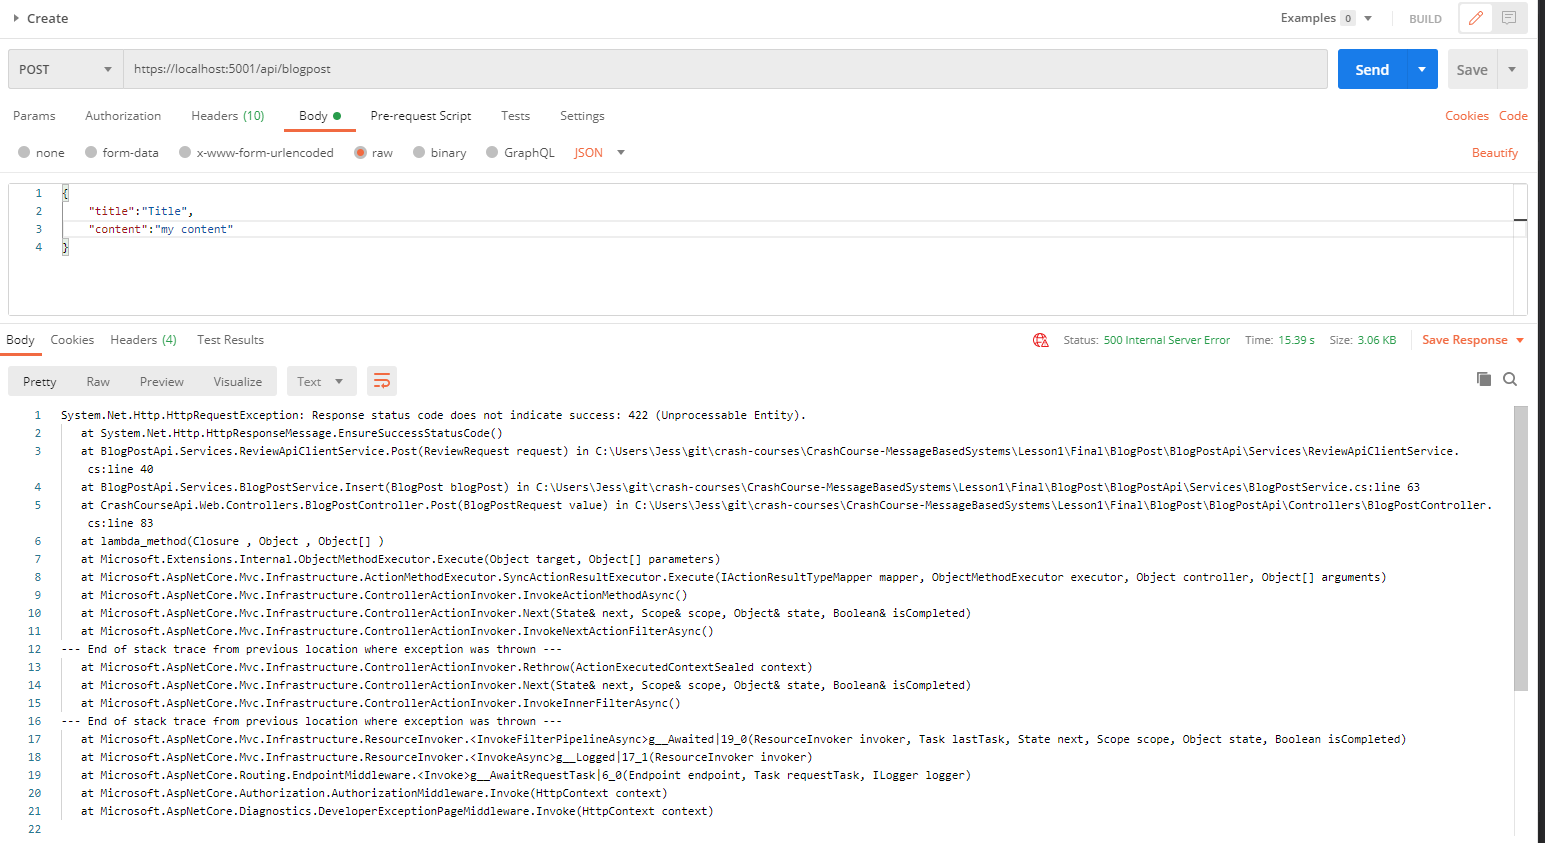 Create
Examples 0
BUILD
POST
https://localhost:5001/api/blogpost
Send
Save
Params Authorization Headers (10) Body Pre-request Script Tests Settings Cookies Code
none form-data x-www-form-urlencoded raw binary GraphQL JSON Beautify
1 {
2 "title":"Title",
3 "content":"my content"
4 }
Body Cookies Headers (4) Test Results Status: 500 Internal Server Error Time: 15.39 s Size: 3.06 KB Save Response
Pretty Raw Preview Visualize Text
1 System.Net.Http.HttpRequestException: Response status code does not indicate success: 422 (Unprocessable Entity).
2 at System.Net.Http.HttpResponseMessage.EnsureSuccessStatusCode()
3 at BlogPostApi.Services.ReviewApiClientService.Post(ReviewRequest request) in C:\Users\Jess\git\crash-courses\CrashCourse-MessageBasedSystems\Lesson1\Final\BlogPost\BlogPostApi\Services\ReviewApiClientService.
cs:line 40
4 at BlogPostApi.Services.BlogPostService.Insert(BlogPost blogPost) in C:\Users\Jess\git\crash-courses\CrashCourse-MessageBasedSystems\Lesson1\Final\BlogPost\BlogPostApi\Services\BlogPostService.cs:line 63
5 at CrashCourseApi.Web.Controllers.BlogPostController.Post(BlogPostRequest value) in C:\Users\Jess\git\crash-courses\CrashCourse-MessageBasedSystems\Lesson1\Final\BlogPost\BlogPostApi\Controllers\BlogPostController.
cs:line 83
6 at lambda_method(Closure , Object , Object[] )
7 at Microsoft.Extensions.Internal.ObjectMethodExecutor.Execute(Object target, Object[] parameters)
8 at Microsoft.AspNetCore.Mvc.Infrastructure.ActionMethodExecutor.SyncActionResultExecutor.Execute(IActionResultTypeMapper mapper, ObjectMethodExecutor executor, Object controller, Object[] arguments)
9 at Microsoft.AspNetCore.Mvc.Infrastructure.ControllerActionInvoker.InvokeActionMethodAsync()
10 at Microsoft.AspNetCore.Mvc.Infrastructure.ControllerActionInvoker.Next(State& next, Scope& scope, Object& state, Boolean& isCompleted)
11 at Microsoft.AspNetCore.Mvc.Infrastructure.ControllerActionInvoker.InvokeNextActionFilterAsync()
12 --- End of stack trace from previous location where exception was thrown ---
13 at Microsoft.AspNetCore.Mvc.Infrastructure.ControllerActionInvoker.Rethrow(ActionExecutedContextSealed context)
14 at Microsoft.AspNetCore.Mvc.Infrastructure.ControllerActionInvoker.Next(State& next, Scope& scope, Object& state, Boolean& isCompleted)
15 at Microsoft.AspNetCore.Mvc.Infrastructure.ControllerActionInvoker.InvokeInnerFilterAsync()
16 --- End of stack trace from previous location where exception was thrown ---
17 at Microsoft.AspNetCore.Mvc.Infrastructure.ResourceInvoker.<InvokeFilterPipelineAsync>g__Awaited|19_0(ResourceInvoker invoker, Task lastTask, State next, Scope scope, Object state, Boolean isCompleted)
18 at Microsoft.AspNetCore.Mvc.Infrastructure.ResourceInvoker.<InvokeAsync>g__Logged|17_1(ResourceInvoker invoker)
19 at Microsoft.AspNetCore.Routing.EndpointMiddleware.<Invoke>g__AwaitRequestTask|6_0(Endpoint endpoint, Task requestTask, ILogger logger)
20 at Microsoft.AspNetCore.Authorization.AuthorizationMiddleware.Invoke(HttpContext context)
21 at Microsoft.AspNetCore.Diagnostics.DeveloperExceptionPageMiddleware.Invoke(HttpContext context)
22